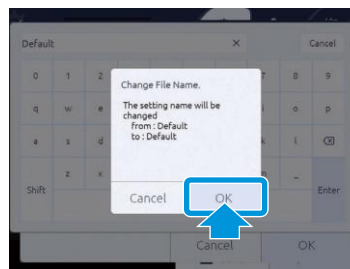 Default × Cancel
Change File Name.
The setting name will be
changed
from : Default
to : Default
Cancel OK
0 1 2 7 8 9
q w e i o p
a s d k l
Shift z x - Enter
Cancel OK